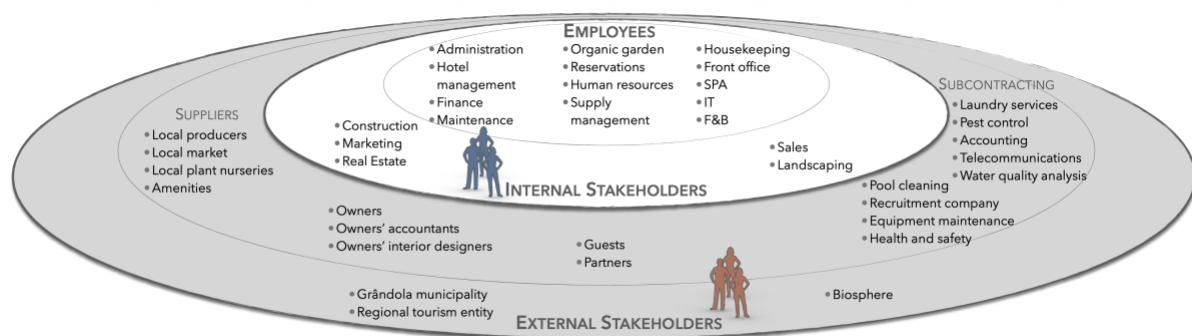 EMPLOYEES
• Administration
• Hotel
management
• Finance
• Maintenance
• Organic garden
• Reservations
• Human resources
• Supply
management
• Housekeeping
• Front office
• SPA
• IT
• F&B
• Construction
• Marketing
• Real Estate
• Sales
• Landscaping
INTERNAL STAKEHOLDERS
SUPPLIERS
• Local producers
• Local market
• Local plant nurseries
• Amenities
SUBCONTRACTING
• Laundry services
• Pest control
• Accounting
• Telecommunications
• Water quality analysis
• Pool cleaning
• Recruitment company
• Equipment maintenance
• Health and safety
• Owners
• Owners’ accountants
• Owners’ interior designers
• Guests
• Partners
• Grândola municipality
• Regional tourism entity
• Biosphere
EXTERNAL STAKEHOLDERS